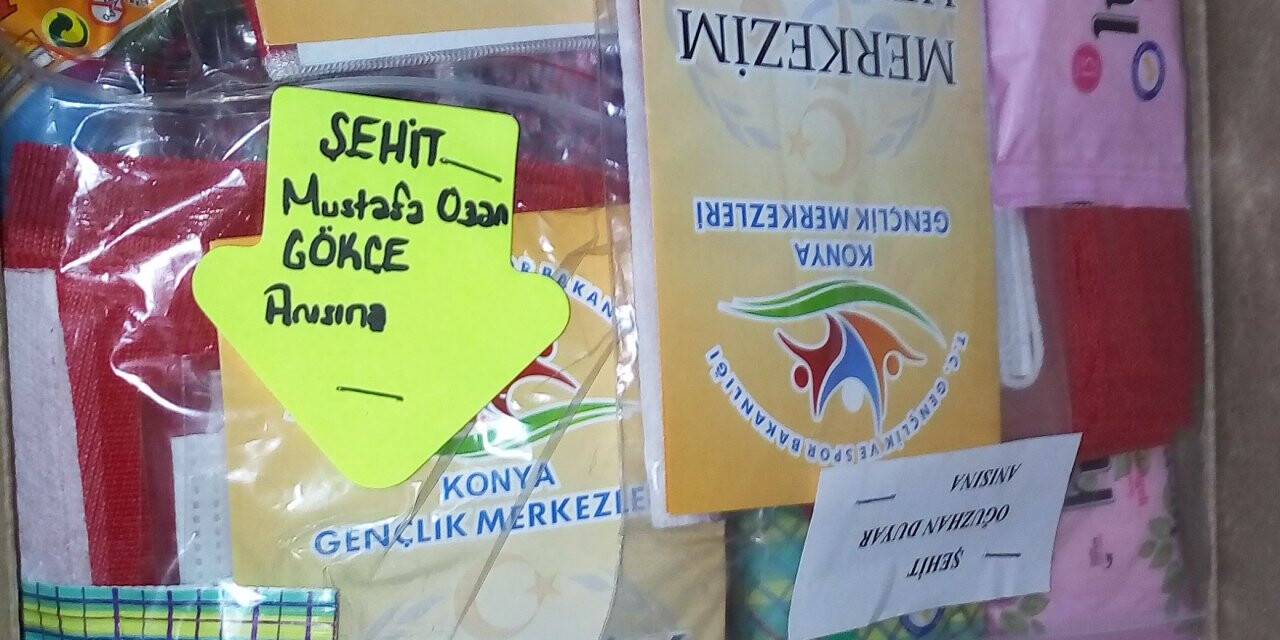 ŞEHİT
Mustafa Ozan
GÖKÇE
Anısına
KONYA
GENÇLİK MERKEZLE
MERKEZİM
GENÇLİK MERKEZLERİ
KONYA
T.C. GENÇLİK VE SPOR BAKANLIĞI
ŞEHİT
OĞUZHAN DUYAR
ANISINA